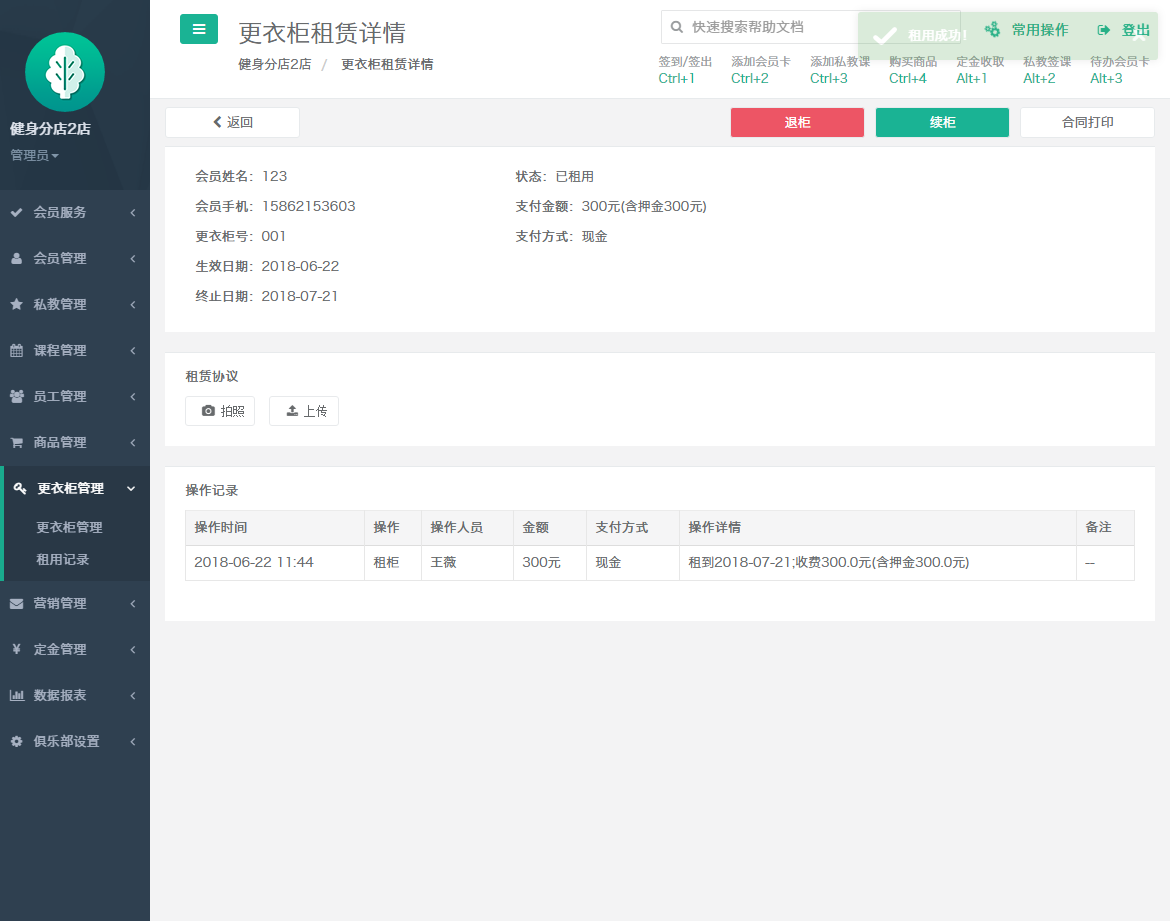 更衣柜租赁详情
健身分店2店 / 更衣柜租赁详情
快速搜索帮助文档
租用成功!
常用操作
登出
签到/签出 添加会员卡 添加私教课 购买商品 定金收取 私教签课 待办会员卡
Ctrl+1 Ctrl+2 Ctrl+3 Ctrl+4 Alt+1 Alt+2 Alt+3
健身分店2店
管理员
会员服务
会员管理
私教管理
课程管理
员工管理
商品管理
更衣柜管理
更衣柜管理
租用记录
营销管理
¥ 定金管理
数据报表
俱乐部设置
返回 退柜 续柜 合同打印
会员姓名: 123 状态: 已租用
会员手机: 15862153603 支付金额: 300元(含押金300元)
更衣柜号: 001 支付方式: 现金
生效日期: 2018-06-22
终止日期: 2018-07-21
租赁协议
拍照 上传
操作记录
操作时间 操作 操作人员 金额 支付方式 操作详情 备注
2018-06-22 11:44 租柜 王薇 300元 现金 租到2018-07-21;收费300.0元(含押金300.0元) --